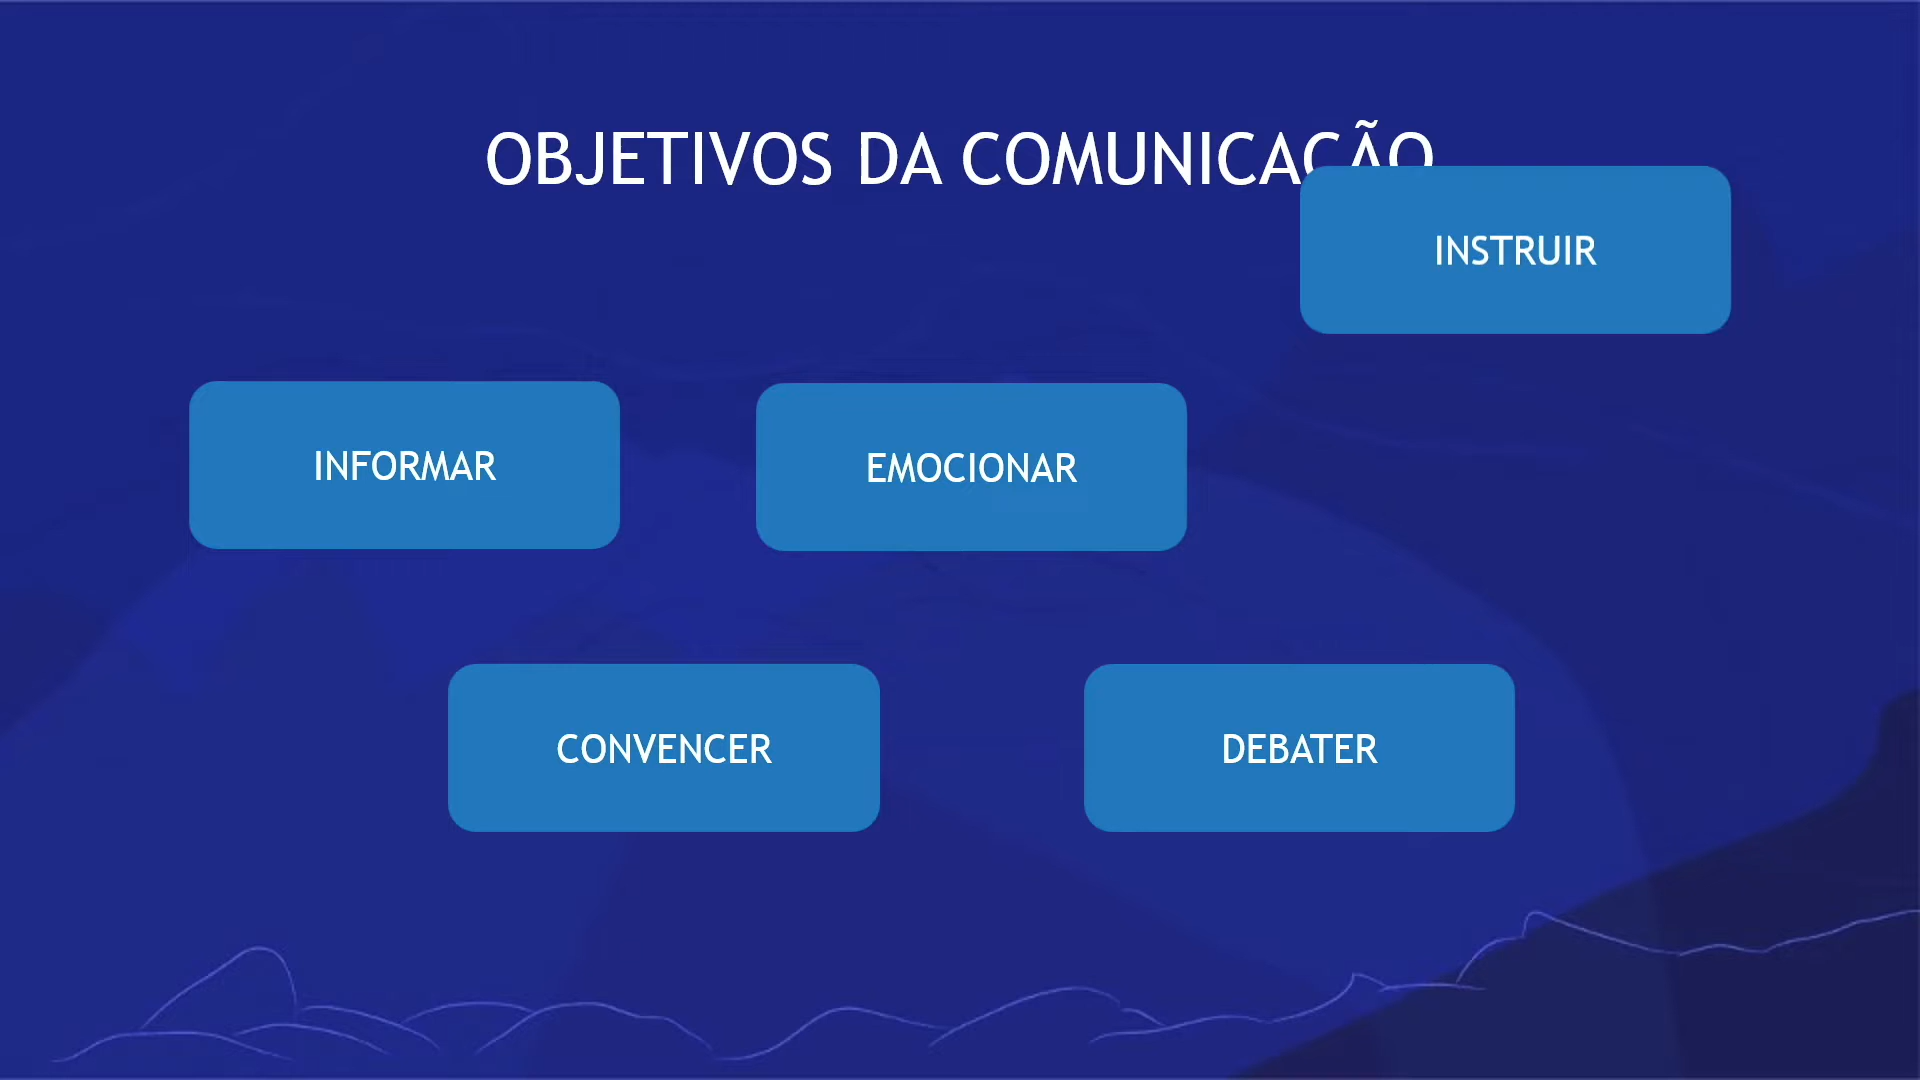 OBJETIVOS DA COMUNICAÇÃO
INSTRUIR
INFORMAR
EMOCIONAR
CONVENCER
DEBATER